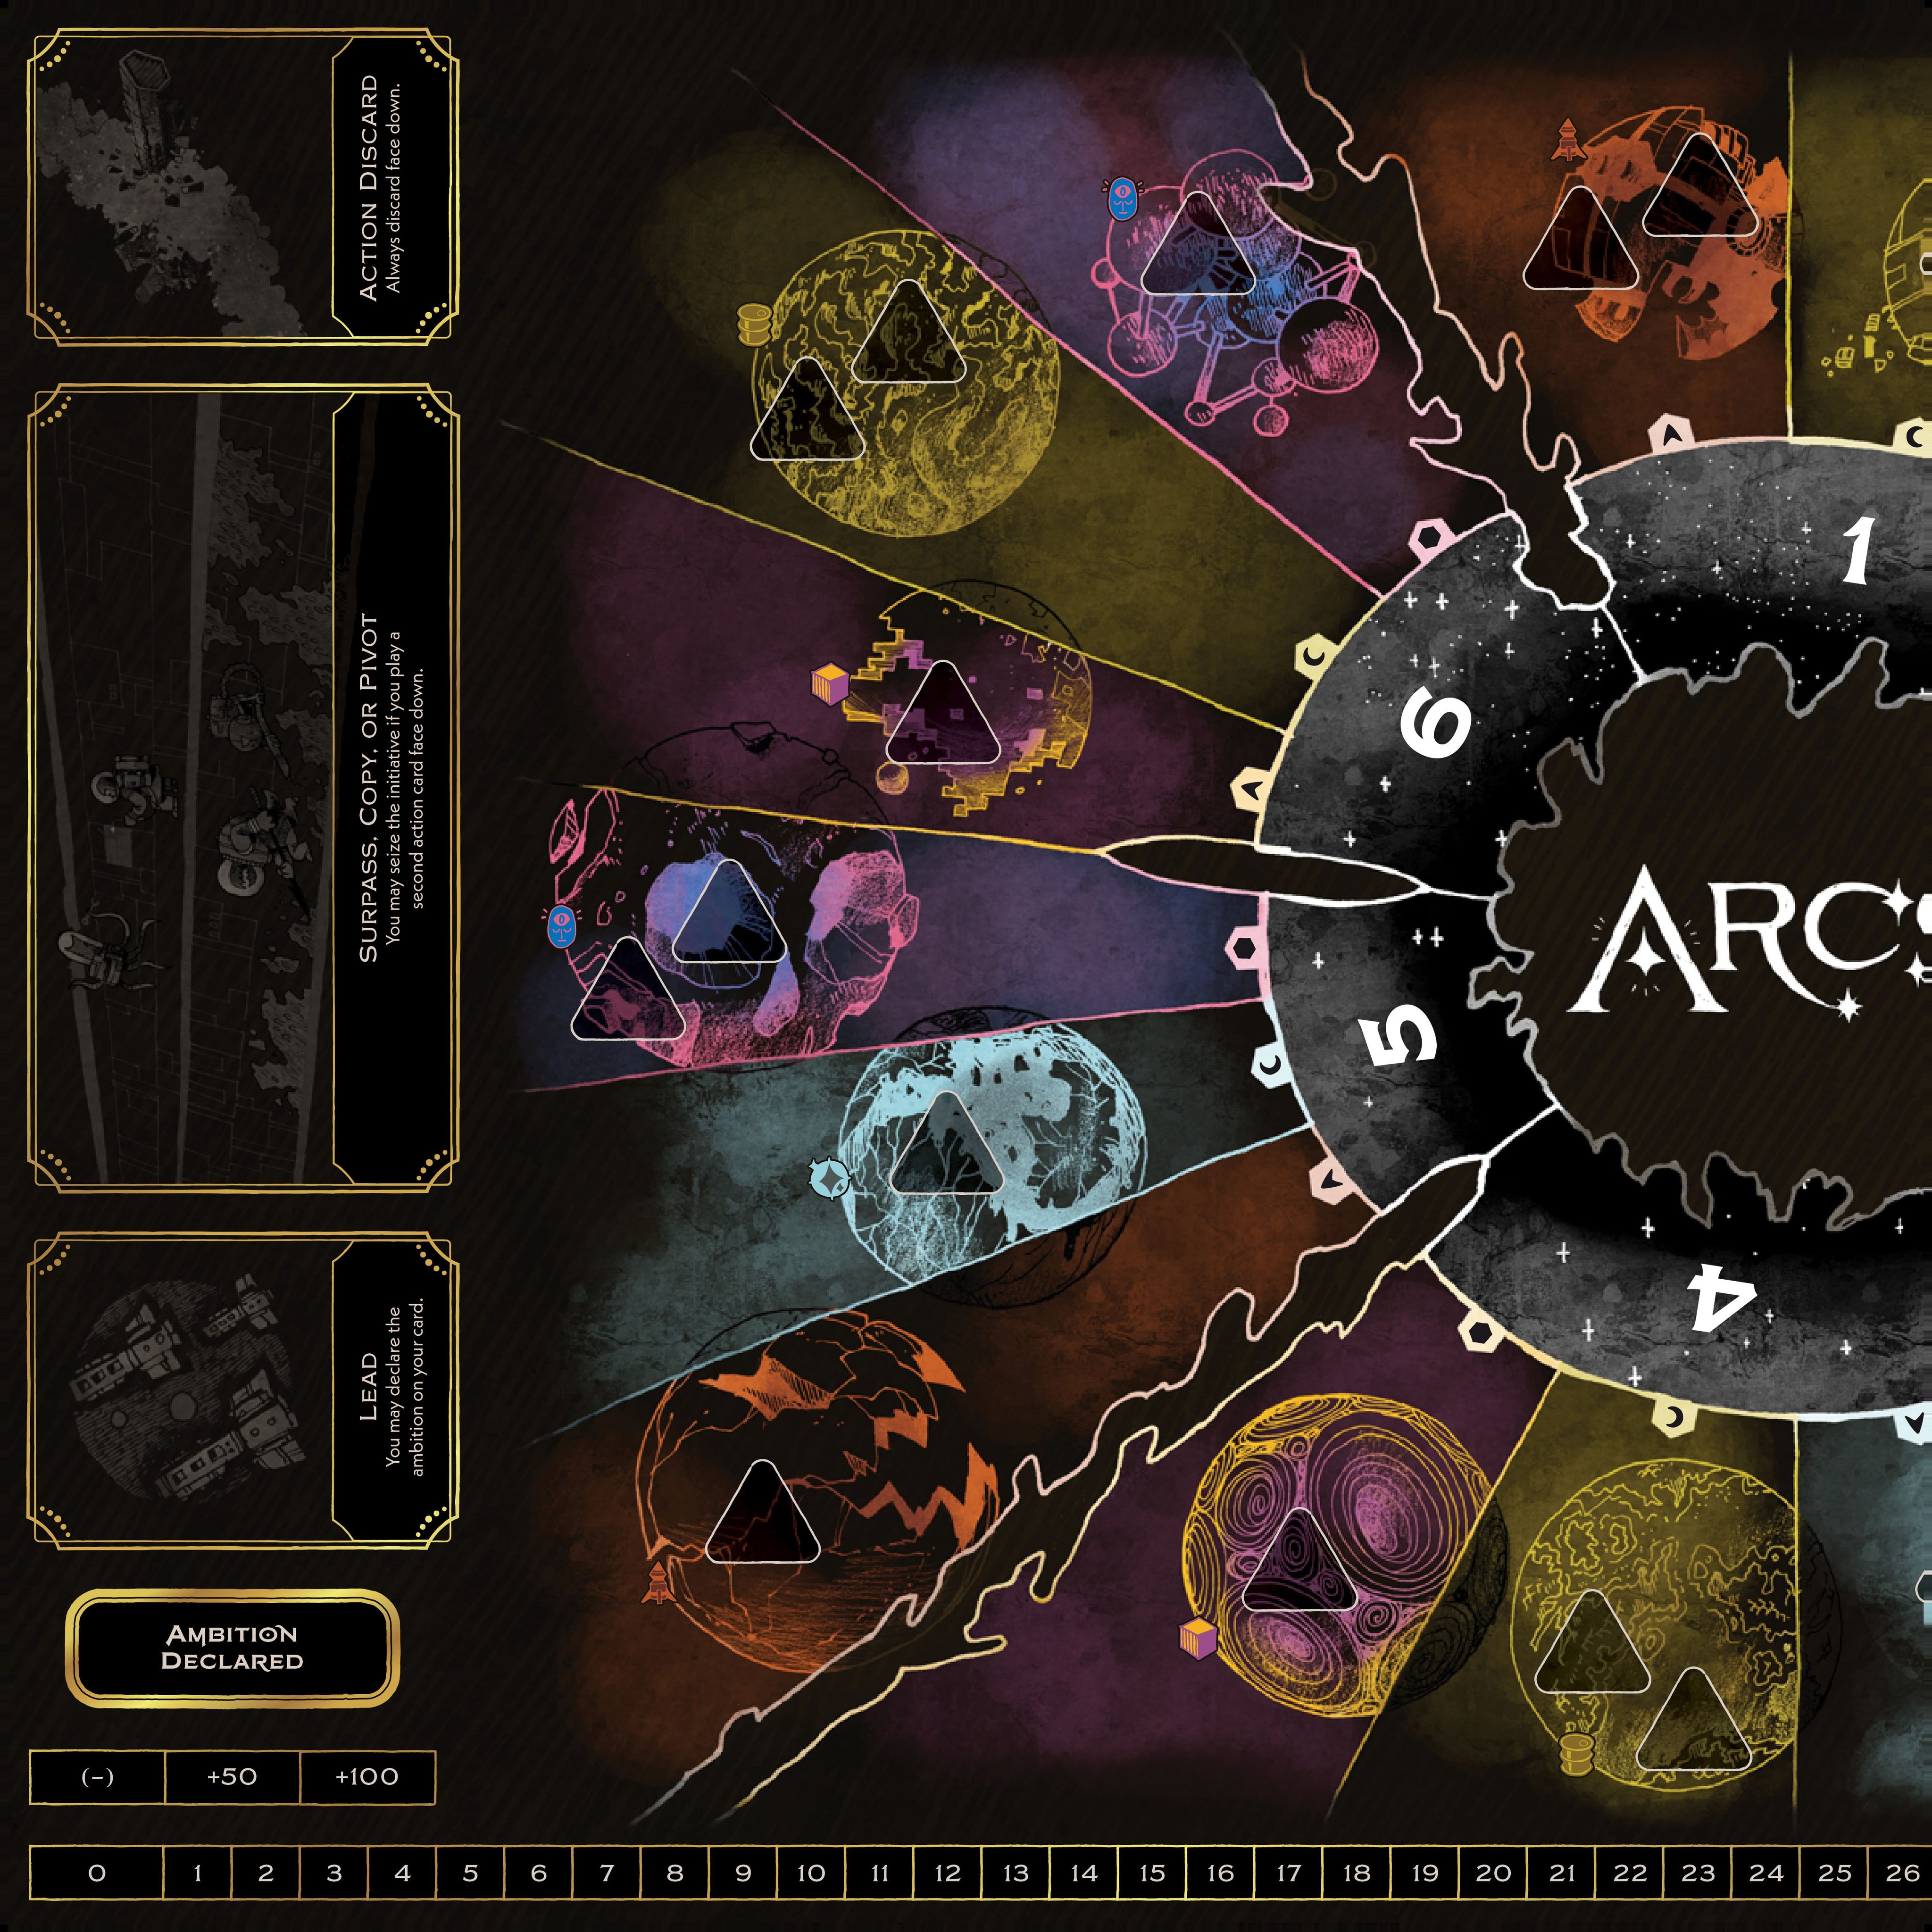 ACTION DISCARD
Always discard face down.
SURPASS, COPY, OR PIVOT
You may seize the initiative if you play a
second action card face down.
LEAD
You may declare the
ambition on your card.
AMBITION
DECLARED
(–) +50 +100
0 1 2 3 4 5 6 7 8 9 10 11 12 13 14 15 16 17 18 19 20 21 22 23 24 25 26
1
6
5
4
ARCS